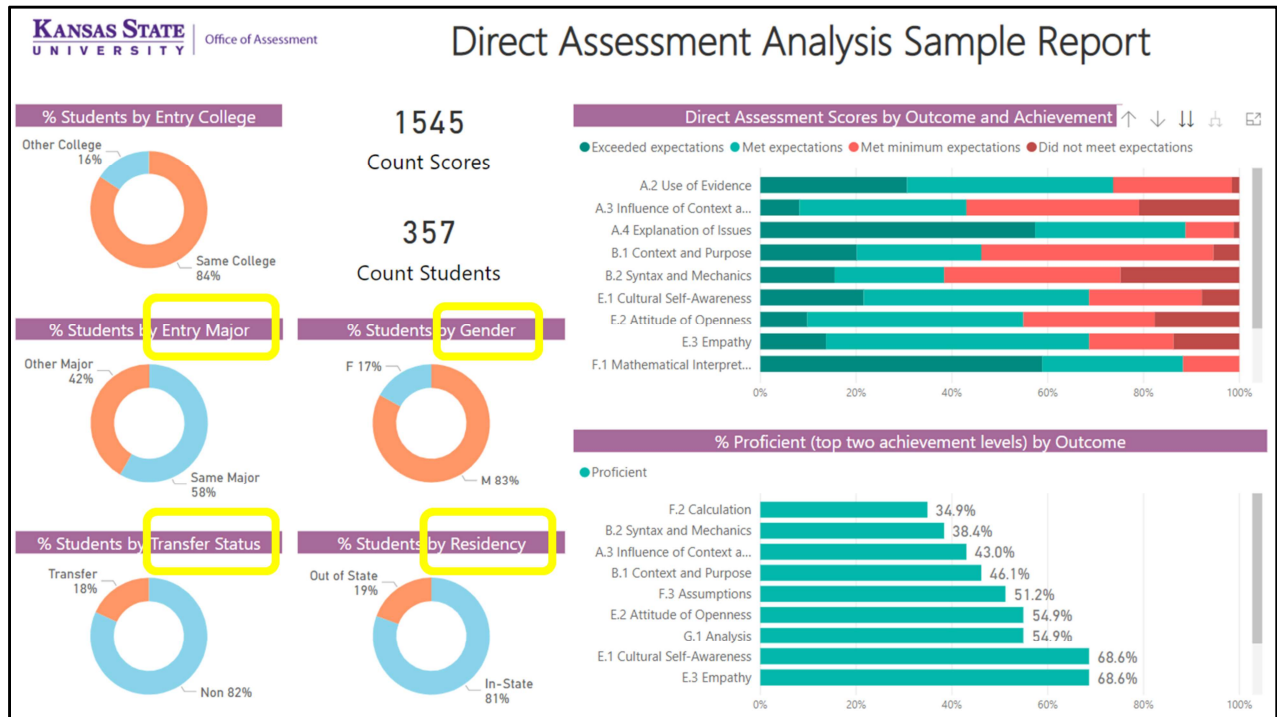 KANSAS STATE
UNIVERSITY
Office of Assessment
Direct Assessment Analysis Sample Report
% Students by Entry College
Other College
16%
Same College
84%
1545
Count Scores
357
Count Students
% Students by Entry Major
Other Major
42%
Same Major
58%
% Students by Gender
F 17%
M 83%
% Students by Transfer Status
Transfer
18%
Non 82%
% Students by Residency
Out of State
19%
In-State
81%
Direct Assessment Scores by Outcome and Achievement
Exceeded expectations Met expectations Met minimum expectations Did not meet expectations
A.2 Use of Evidence
A.3 Influence of Context a...
A.4 Explanation of Issues
B.1 Context and Purpose
B.2 Syntax and Mechanics
E.1 Cultural Self-Awareness
E.2 Attitude of Openness
E.3 Empathy
F.1 Mathematical Interpret...
0% 20% 40% 60% 80% 100%
% Proficient (top two achievement levels) by Outcome
Proficient
F.2 Calculation 34.9%
B.2 Syntax and Mechanics 38.4%
A.3 Influence of Context a... 43.0%
B.1 Context and Purpose 46.1%
F.3 Assumptions 51.2%
E.2 Attitude of Openness 54.9%
G.1 Analysis 54.9%
E.1 Cultural Self-Awareness 68.6%
E.3 Empathy 68.6%
0% 20% 40% 60% 80% 100%